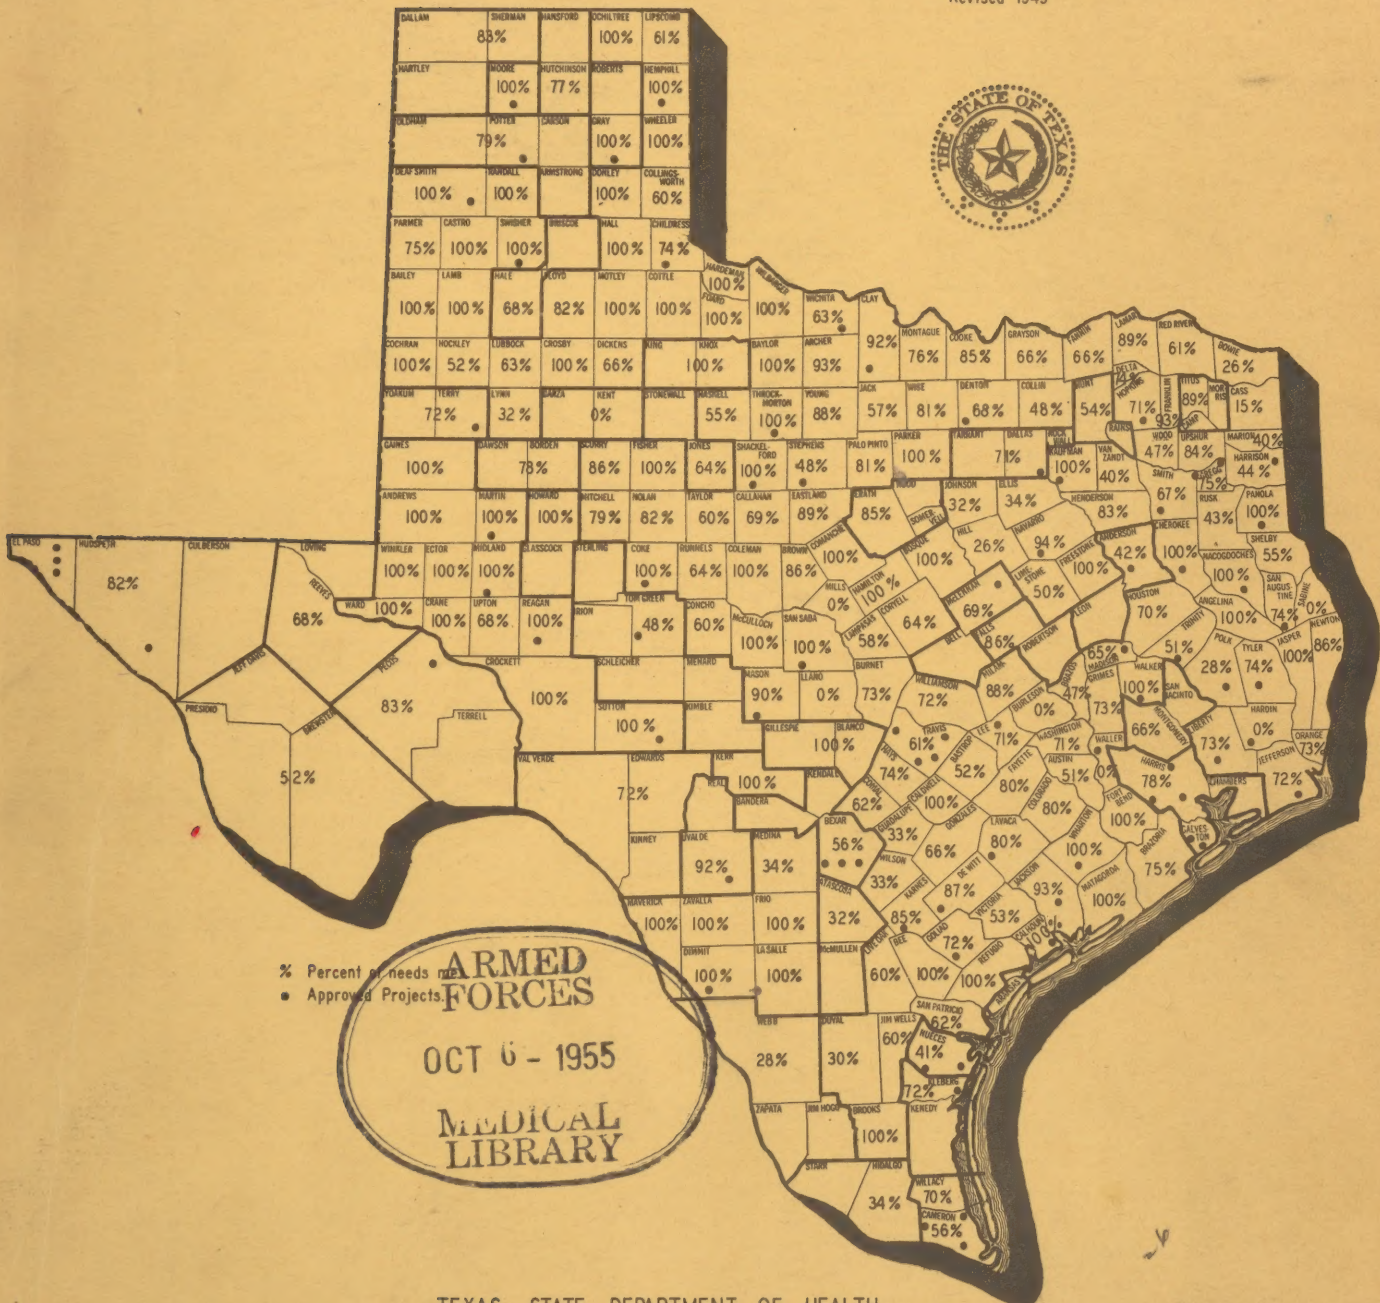 Revised 1949
THE STATE OF TEXAS
DALLAM SHERMAN HANSFORD OCHILTREE LIPSCOMB
83% 100% 61%
HARTLEY MOORE HUTCHINSON ROBERTS HEMPHILL
100% 77% 100%
OLDHAM POTTER CARSON GRAY WHEELER
79% 100% 100%
DEAF SMITH RANDALL ARMSTRONG DONLEY COLLINGS-WORTH
100% 100% 100% 60%
PARMER CASTRO SWISHER BRISCOE HALL CHILDRESS
75% 100% 100% 100% 74%
BAILEY LAMB HALE FLOYD MOTLEY COTTLE HARDEMAN FOARD WILBARGER WICHITA CLAY
100% 100% 68% 82% 100% 100% 100% 100% 100% 63% 92%
MONTAGUE COOKE GRAYSON FANNIN LAMAR RED RIVER BOWIE
76% 85% 66% 66% 89% 61% 26%
COCHRAN HOCKLEY LUBBOCK CROSBY DICKENS KING KNOX BAYLOR ARCHER
100% 52% 63% 100% 66% 100% 100% 93%
YOAKUM TERRY LYNN GARZA KENT STONEWALL HASKELL THROCK-MORTON YOUNG JACK WISE DENTON COLLIN HUNT DELTA HOPKINS FRANKLIN TITUS CAMP MORRIS CASS
72% 32% 0% 55% 100% 88% 57% 81% 68% 48% 54% 74% 71% 93% 89% 15%
GAINES DAWSON BORDEN SCURRY FISHER JONES SHACKEL-FORD STEPHENS PALO PINTO PARKER TARRANT DALLAS ROCK WALL KAUFMAN RAINS VAN ZANDT WOOD UPSHUR MARION HARRISON
100% 78% 86% 100% 64% 100% 48% 81% 100% 71% 100% 40% 47% 84% 40% 44%
SMITH GREGG RUSK PANOLA
67% 75% 43% 100%
ANDREWS MARTIN HOWARD MITCHELL NOLAN TAYLOR CALLAHAN EASTLAND ERATH HOOD SOMERVELL JOHNSON ELLIS HENDERSON
100% 100% 100% 79% 82% 60% 69% 89% 85% 32% 34% 83%
EL PASO HUDSPETH CULBERSON LOVING REEVES WINKLER ECTOR MIDLAND GLASSCOCK STERLING COKE RUNNELS COLEMAN BROWN COMANCHE
82% 68% 100% 100% 100% 100% 64% 100% 86% 100%
BOSQUE HILL NAVARRO FREESTONE ANDERSON CHEROKEE NACOGDOCHES SHELBY
100% 26% 94% 100% 42% 100% 100% 55%
WARD CRANE UPTON REAGAN IRION TOM GREEN CONCHO McCULLOCH SAN SABA MILLS HAMILTON LAMPASAS CORYELL McLENNAN LIME-STONE
100% 100% 68% 100% 48% 60% 100% 100% 0% 100% 58% 64% 69% 50%
BELL FALLS ROBERTSON LEON HOUSTON TRINITY ANGELINA SAN AUGUS-TINE SABINE NEWTON JASPER
86% 70% 51% 100% 74% 0% 86% 100%
JEFF DAVIS PECOS CROCKETT SCHLEICHER MENARD MASON LLANO BURNET WILLIAMSON MILAM BRAZOS MADISON GRIMES WALKER SAN JACINTO POLK TYLER
83% 100% 90% 0% 73% 72% 88% 47% 65% 73% 100% 28% 74%
PRESIDIO BREWSTER TERRELL SUTTON KIMBLE GILLESPIE BLANCO TRAVIS LEE BURLESON WASHINGTON WALLER MONTGOMERY LIBERTY HARDIN ORANGE JEFFERSON
52% 100% 100% 61% 71% 0% 71% 0% 66% 73% 0% 73% 72%
VAL VERDE EDWARDS KERR REAL BANDERA KENDALL HAYS COMAL CALDWELL BASTROP FAYETTE AUSTIN COLORADO FORT BEND HARRIS CHAMBERS
72% 100% 74% 62% 100% 52% 80% 51% 80% 100% 78%
KINNEY UVALDE MEDINA BEXAR GUADALUPE WILSON GONZALES LAVACA WHARTON BRAZORIA GALVES TON
92% 34% 56% 33% 33% 66% 80% 100% 75%
MAVERICK ZAVALLA FRIO ATASCOSA KARNES DE WITT VICTORIA JACKSON MATAGORDA
100% 100% 100% 32% 85% 87% 53% 93% 100%
DIMMIT LA SALLE McMULLEN LIVE OAK BEE GOLIAD REFUGIO CALHOUN ARANSAS
100% 100% 60% 100% 72% 100% 100%
WEBB DUVAL JIM WELLS SAN PATRICIO NUECES
28% 30% 60% 62% 41%
ZAPATA JIM HOGG BROOKS KLEBERG KENEDY
100% 72%
STARR HIDALGO WILLACY CAMERON
34% 70% 56%
% Percent of needs met
● Approved Projects.
ARMED
FORCES
OCT 6 - 1955
MEDICAL
LIBRARY
TEXAS STATE DEPARTMENT OF HEALTH